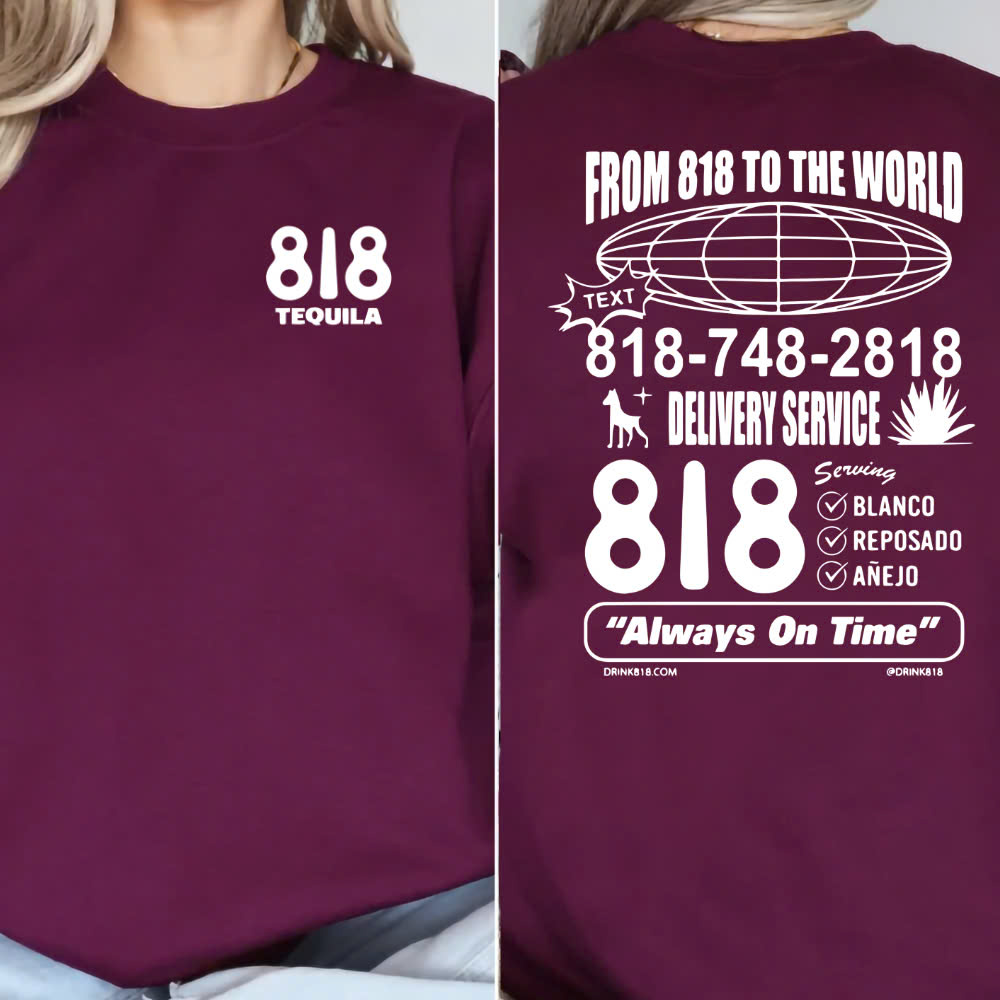 818
TEQUILA
FROM 818 TO THE WORLD
TEXT
818-748-2818
DELIVERY SERVICE
818
Serving
BLANCO
REPOSADO
AÑEJO
"Always On Time"
DRINK818.COM @DRINK818